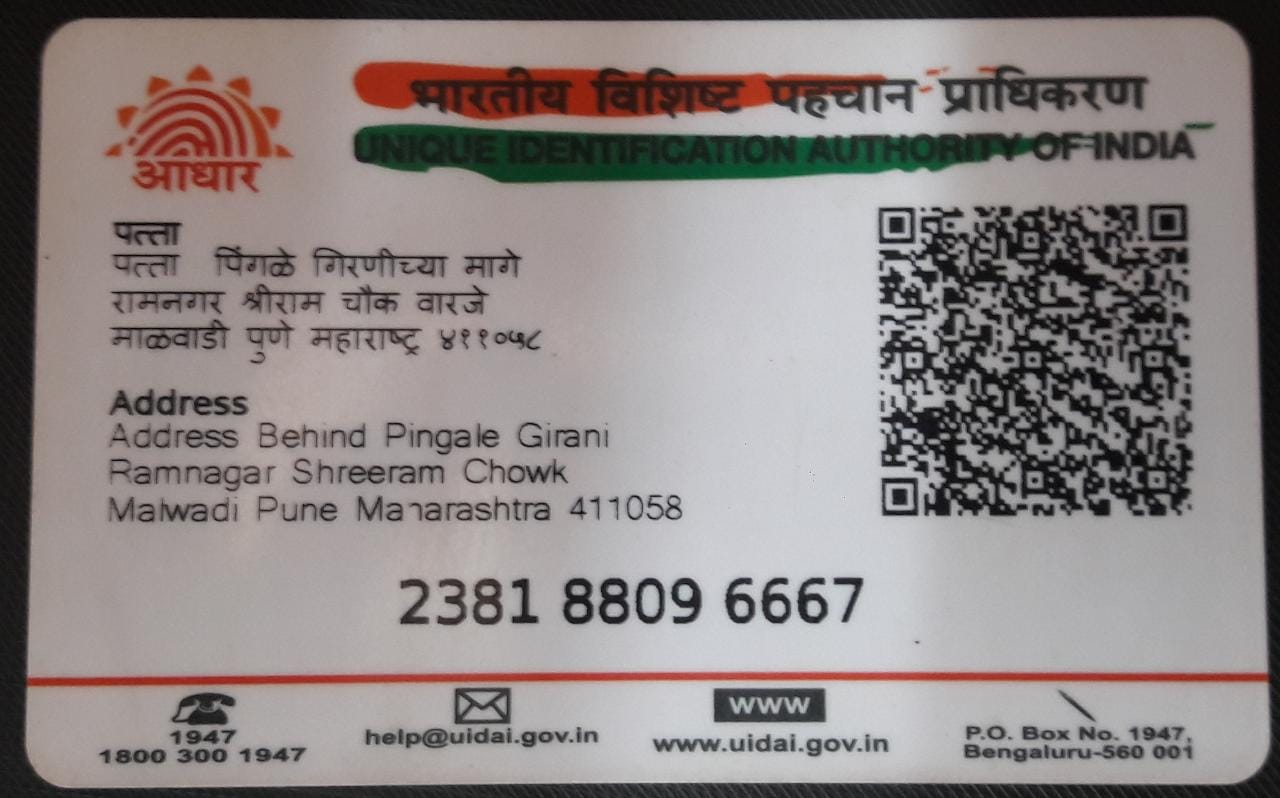 आधार
भारतीय विशिष्ट पहचान प्राधिकरण
UNIQUE IDENTIFICATION AUTHORITY OF INDIA
पत्ता
पत्ता पिंगळे गिरणीच्या मागे
रामनगर श्रीराम चौक वारजे
माळवाडी पुणे महाराष्ट्र ४११०५८
Address
Address Behind Pingale Girani
Ramnagar Shreeram Chowk
Malwadi Pune Maharashtra 411058
2381 8809 6667
1947
1800 300 1947
help@uidai.gov.in
WWW
www.uidai.gov.in
P.O. Box No. 1947,
Bengaluru-560 001